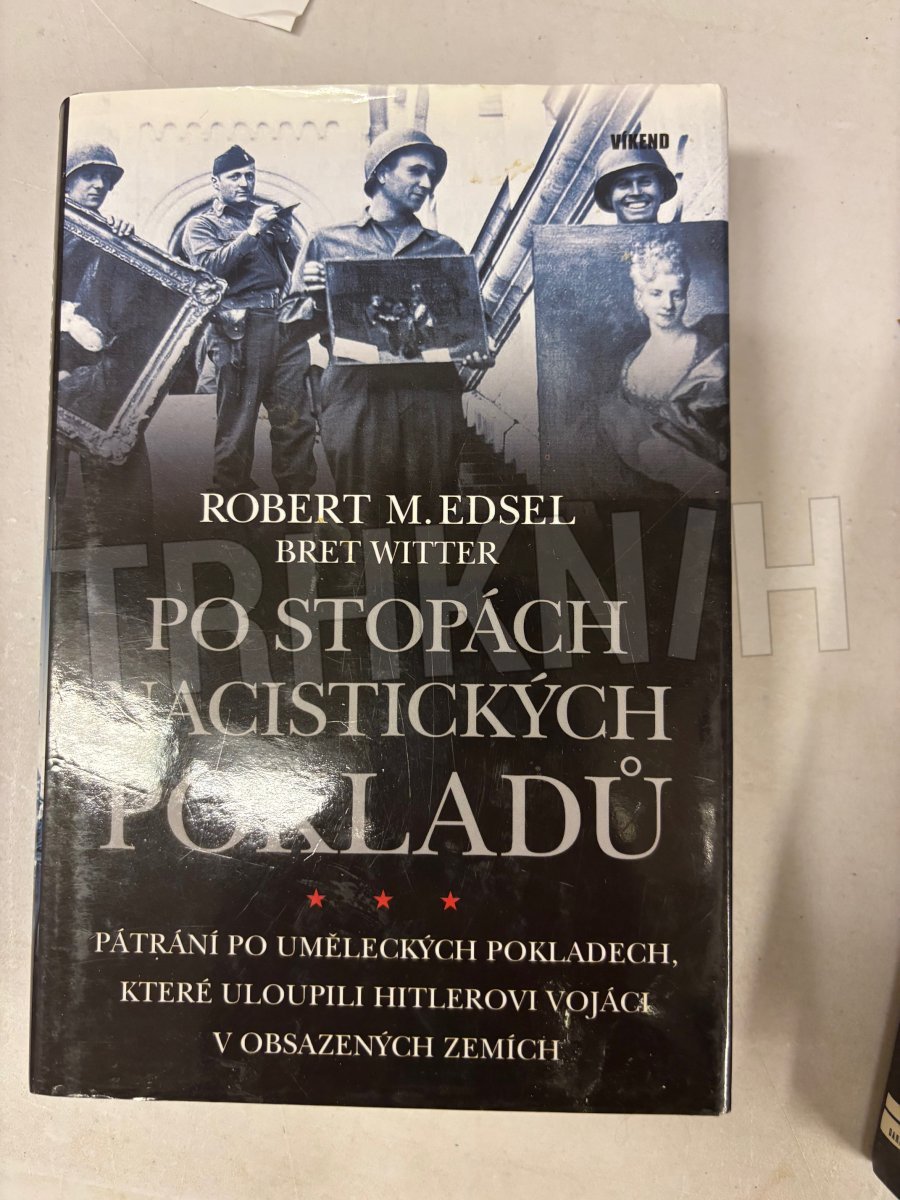 VÍKEND
ROBERT M. EDSEL
BRET WITTER
PO STOPÁCH
NACISTICKÝCH
POKLADŮ
PÁTRÁNÍ PO UMĚLECKÝCH POKLADECH,
KTERÉ ULOUPILI HITLEROVI VOJÁCI
V OBSAZENÝCH ZEMÍCH
TRHKNIH